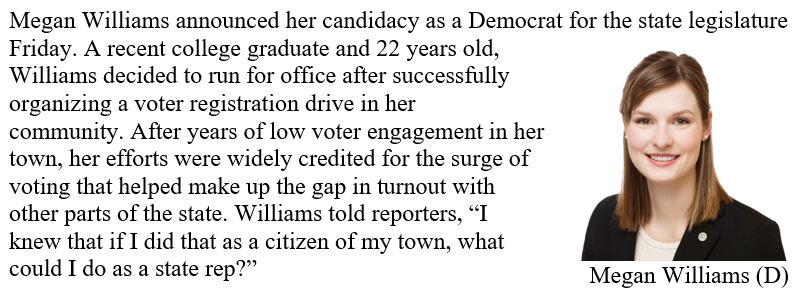 Megan Williams announced her candidacy as a Democrat for the state legislature
Friday. A recent college graduate and 22 years old,
Williams decided to run for office after successfully
organizing a voter registration drive in her
community. After years of low voter engagement in her
town, her efforts were widely credited for the surge of
voting that helped make up the gap in turnout with
other parts of the state. Williams told reporters, “I
knew that if I did that as a citizen of my town, what
could I do as a state rep?”
Megan Williams (D)